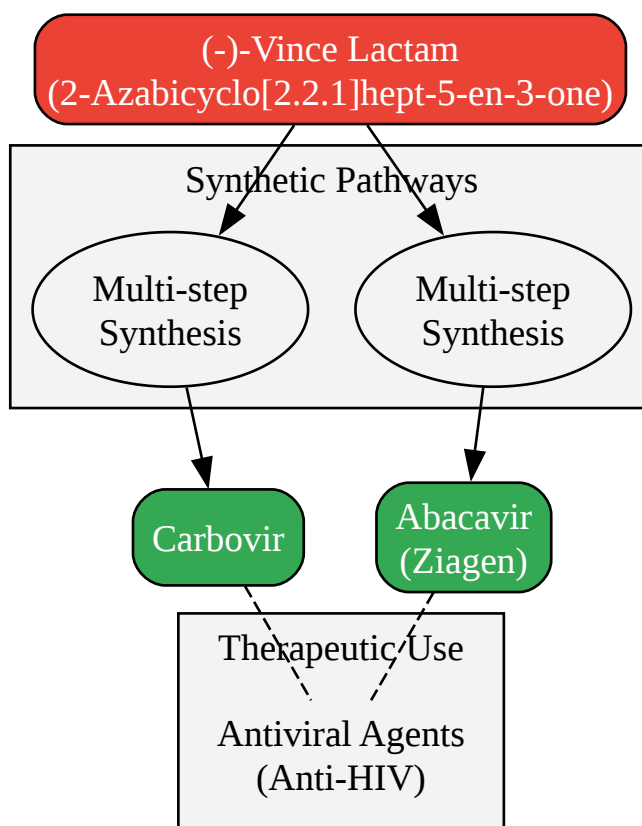 (-)-Vince Lactam
(2-Azabicyclo[2.2.1]hept-5-en-3-one)
Synthetic Pathways
Multi-step
Synthesis
Multi-step
Synthesis
Carbovir
Abacavir
(Ziagen)
Therapeutic Use
Antiviral Agents
(Anti-HIV)